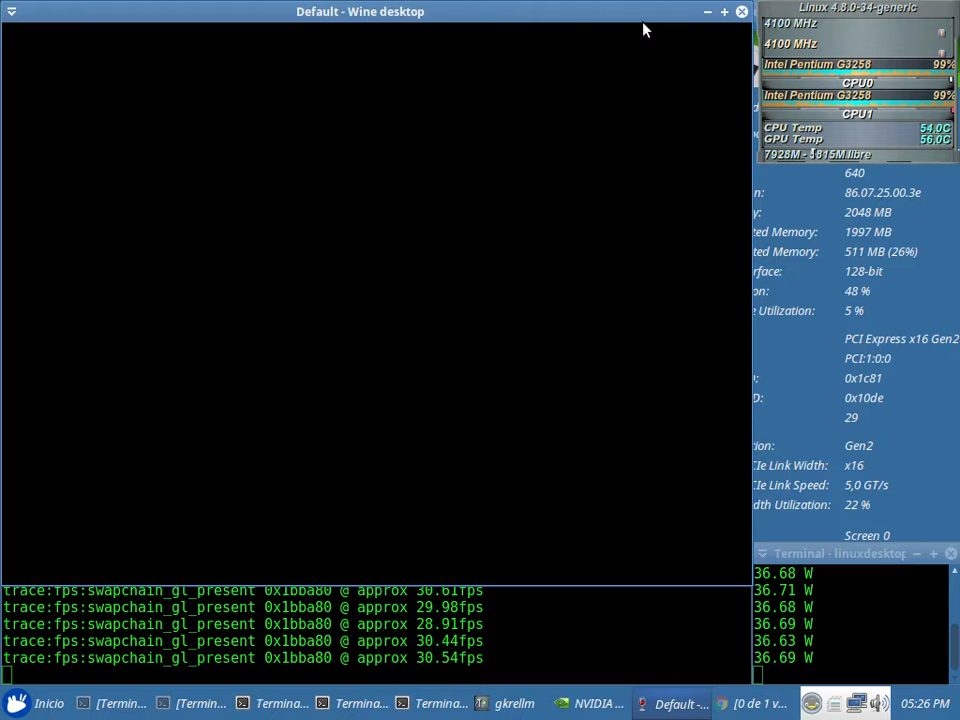 Default - Wine desktop
Linux 4.8.0-34-generic
4100 MHz
4100 MHz
Intel Pentium G3258 99%
CPU0
Intel Pentium G3258 99%
CPU1
CPU Temp 54.0C
GPU Temp 56.0C
7928M - 5815M libre
640
n: 86.07.25.00.3e
y: 2048 MB
ted Memory: 1997 MB
ted Memory: 511 MB (26%)
rface: 128-bit
on: 48 %
e Utilization: 5 %
PCI Express x16 Gen2
PCI:1:0:0
D: 0x1c81
D: 0x10de
29
ion: Gen2
CIe Link Width: x16
CIe Link Speed: 5,0 GT/s
dth Utilization: 22 %
Screen 0
Terminal - linuxdesktop
trace:fps:swapchain_gl_present 0x1bba80 @ approx 30.61fps
trace:fps:swapchain_gl_present 0x1bba80 @ approx 29.98fps
trace:fps:swapchain_gl_present 0x1bba80 @ approx 28.91fps
trace:fps:swapchain_gl_present 0x1bba80 @ approx 30.44fps
trace:fps:swapchain_gl_present 0x1bba80 @ approx 30.54fps
36.68 W
36.71 W
36.68 W
36.69 W
36.63 W
36.69 W
Inicio [Termin... [Termin... Termina... Termina... Termina... gkrellm NVIDIA ... Default -... [0 de 1 v... 05:26 PM